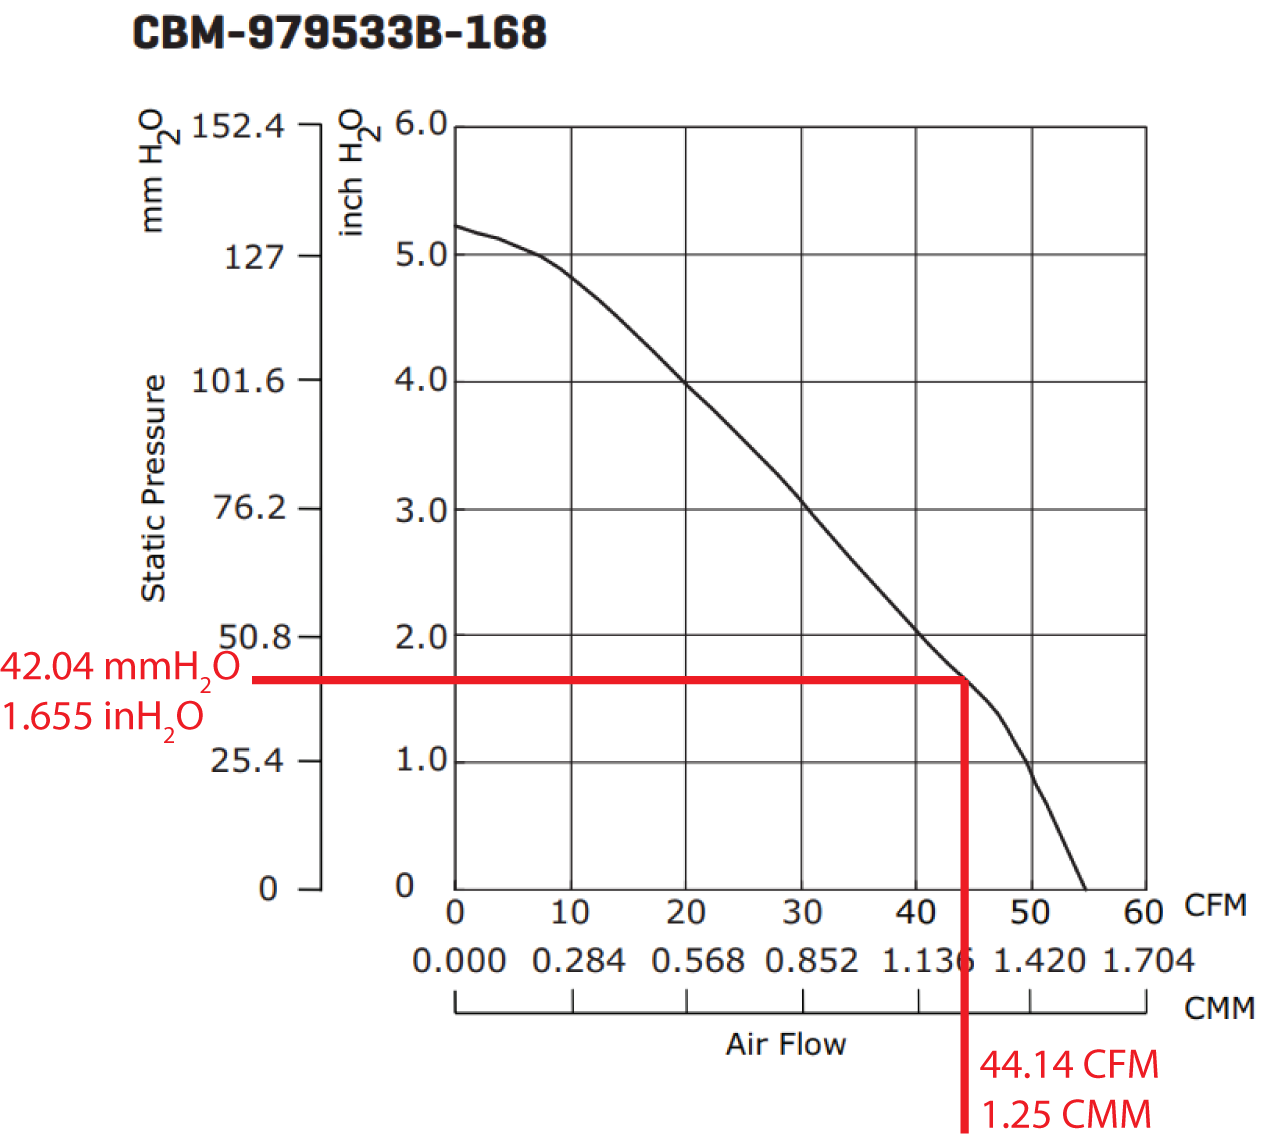 CBM-979533B-168
mm H2O
152.4
127
101.6
76.2
50.8
25.4
0
Static Pressure
inch H2O
6.0
5.0
4.0
3.0
2.0
1.0
0
42.04 mmH2O
1.655 inH2O
0 10 20 30 40 50 60 CFM
0.000 0.284 0.568 0.852 1.136 1.420 1.704
CMM
Air Flow
44.14 CFM
1.25 CMM